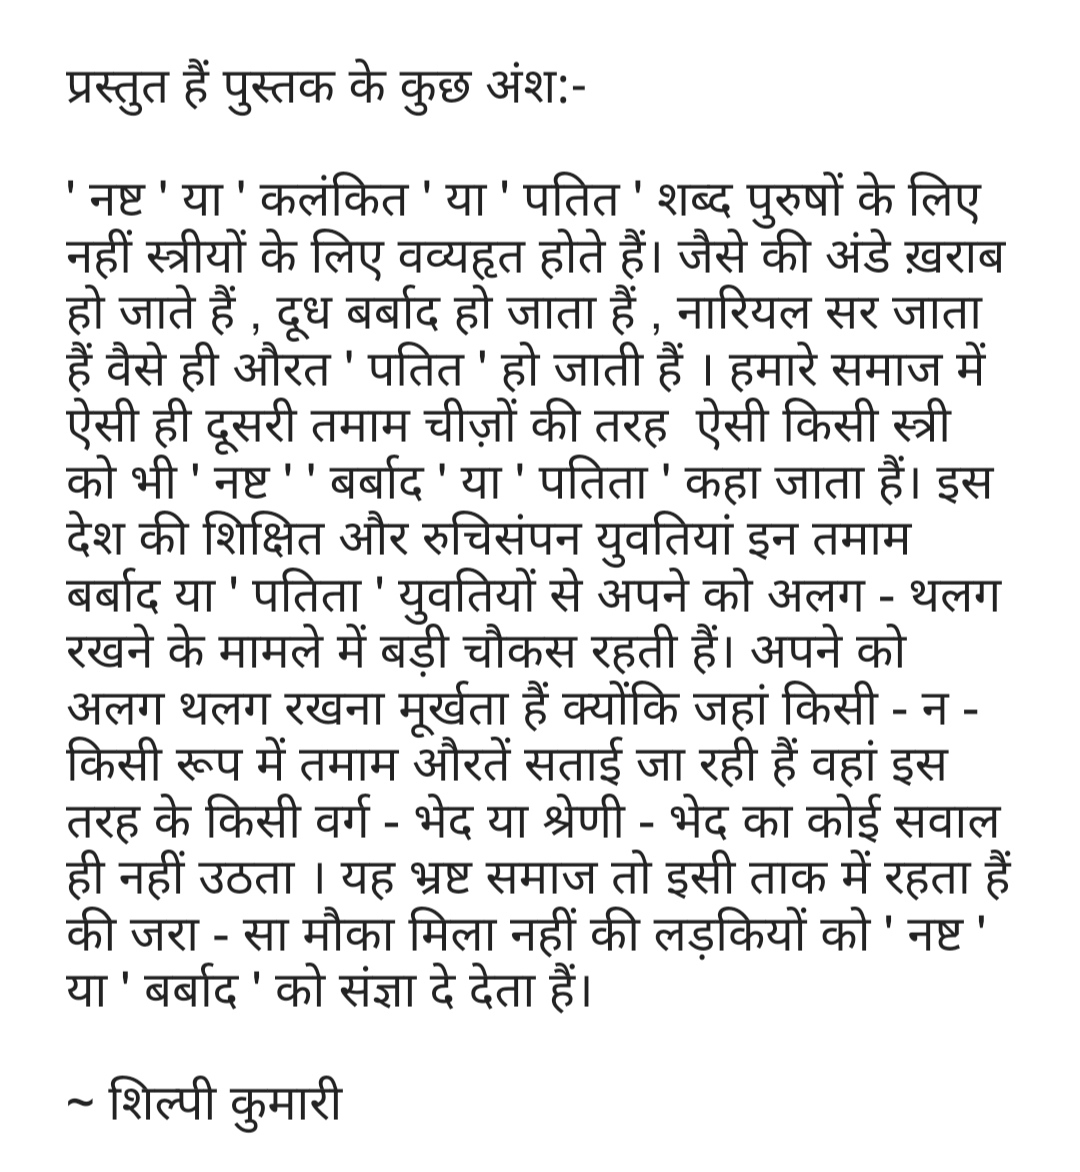 प्रस्तुत हैं पुस्तक के कुछ अंश:-
' नष्ट ' या ' कलंकित ' या ' पतित ' शब्द पुरुषों के लिए
नहीं स्त्रीयों के लिए वव्यहृत होते हैं। जैसे की अंडे ख़राब
हो जाते हैं , दूध बर्बाद हो जाता हैं , नारियल सर जाता
हैं वैसे ही औरत ' पतित ' हो जाती हैं । हमारे समाज में
ऐसी ही दूसरी तमाम चीज़ों की तरह  ऐसी किसी स्त्री
को भी ' नष्ट ' ' बर्बाद ' या ' पतिता ' कहा जाता हैं। इस
देश की शिक्षित और रुचिसंपन युवतियां इन तमाम
बर्बाद या ' पतिता ' युवतियों से अपने को अलग - थलग
रखने के मामले में बड़ी चौकस रहती हैं। अपने को
अलग थलग रखना मूर्खता हैं क्योंकि जहां किसी - न -
किसी रूप में तमाम औरतें सताई जा रही हैं वहां इस
तरह के किसी वर्ग - भेद या श्रेणी - भेद का कोई सवाल
ही नहीं उठता । यह भ्रष्ट समाज तो इसी ताक में रहता हैं
की जरा - सा मौका मिला नहीं की लड़कियों को ' नष्ट '
या ' बर्बाद ' को संज्ञा दे देता हैं।
~ शिल्पी कुमारी